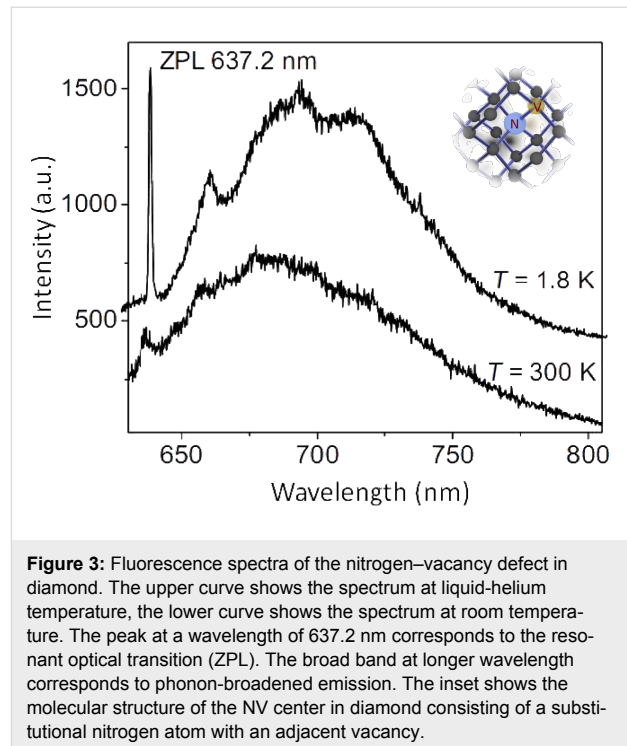 ZPL 637.2 nm
1500
1000
500
Intensity (a.u.)
N
V
T = 1.8 K
T = 300 K
650
700
750
800
Wavelength (nm)
Figure 3: Fluorescence spectra of the nitrogen–vacancy defect in
diamond. The upper curve shows the spectrum at liquid-helium
temperature, the lower curve shows the spectrum at room tempera-
ture. The peak at a wavelength of 637.2 nm corresponds to the reso-
nant optical transition (ZPL). The broad band at longer wavelength
corresponds to phonon-broadened emission. The inset shows the
molecular structure of the NV center in diamond consisting of a substi-
tutional nitrogen atom with an adjacent vacancy.